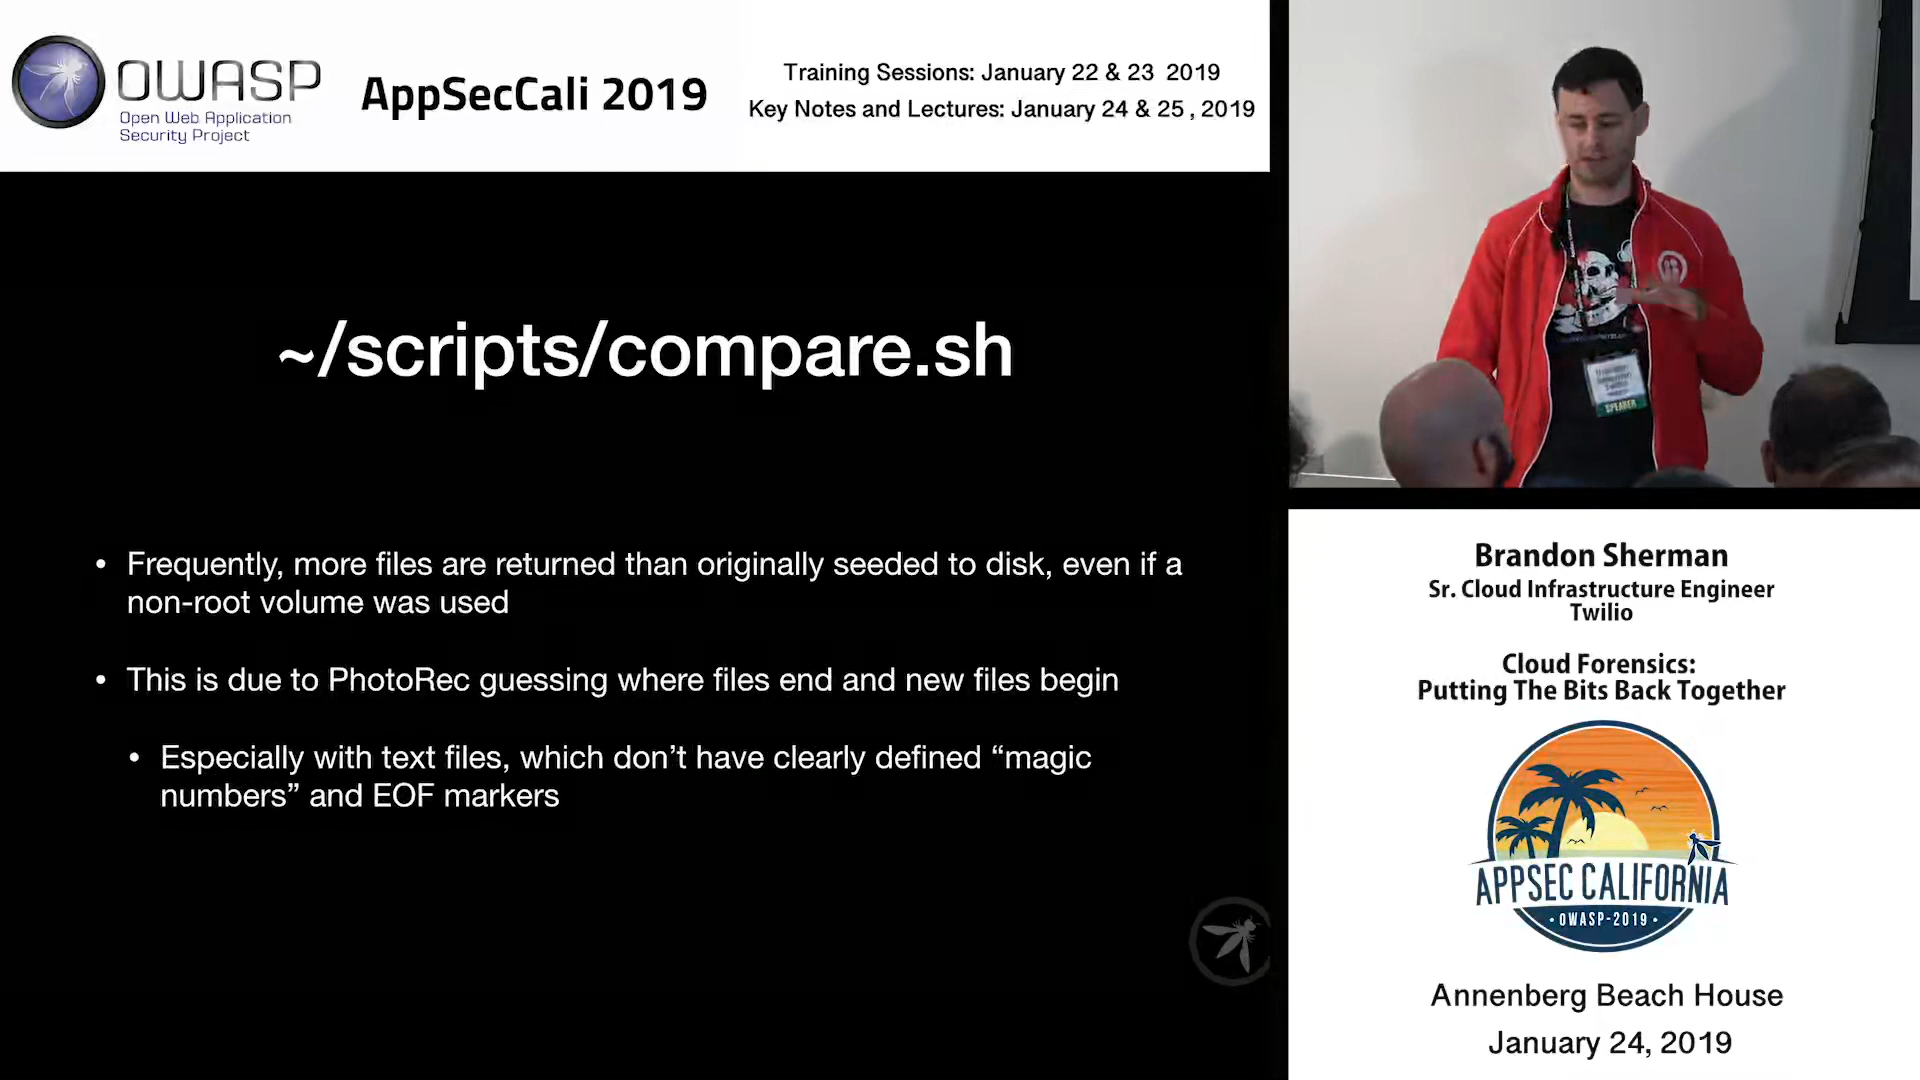 OWASP
Open Web Application
Security Project
AppSecCali 2019
Training Sessions: January 22 & 23 2019
Key Notes and Lectures: January 24 & 25 , 2019
~/scripts/compare.sh
• Frequently, more files are returned than originally seeded to disk, even if a
non-root volume was used
• This is due to PhotoRec guessing where files end and new files begin
• Especially with text files, which don’t have clearly defined “magic
numbers” and EOF markers
SPEAKER
Brandon Sherman
Sr. Cloud Infrastructure Engineer
Twilio
Cloud Forensics:
Putting The Bits Back Together
APPSEC CALIFORNIA
• OWASP-2019 •
Annenberg Beach House
January 24, 2019